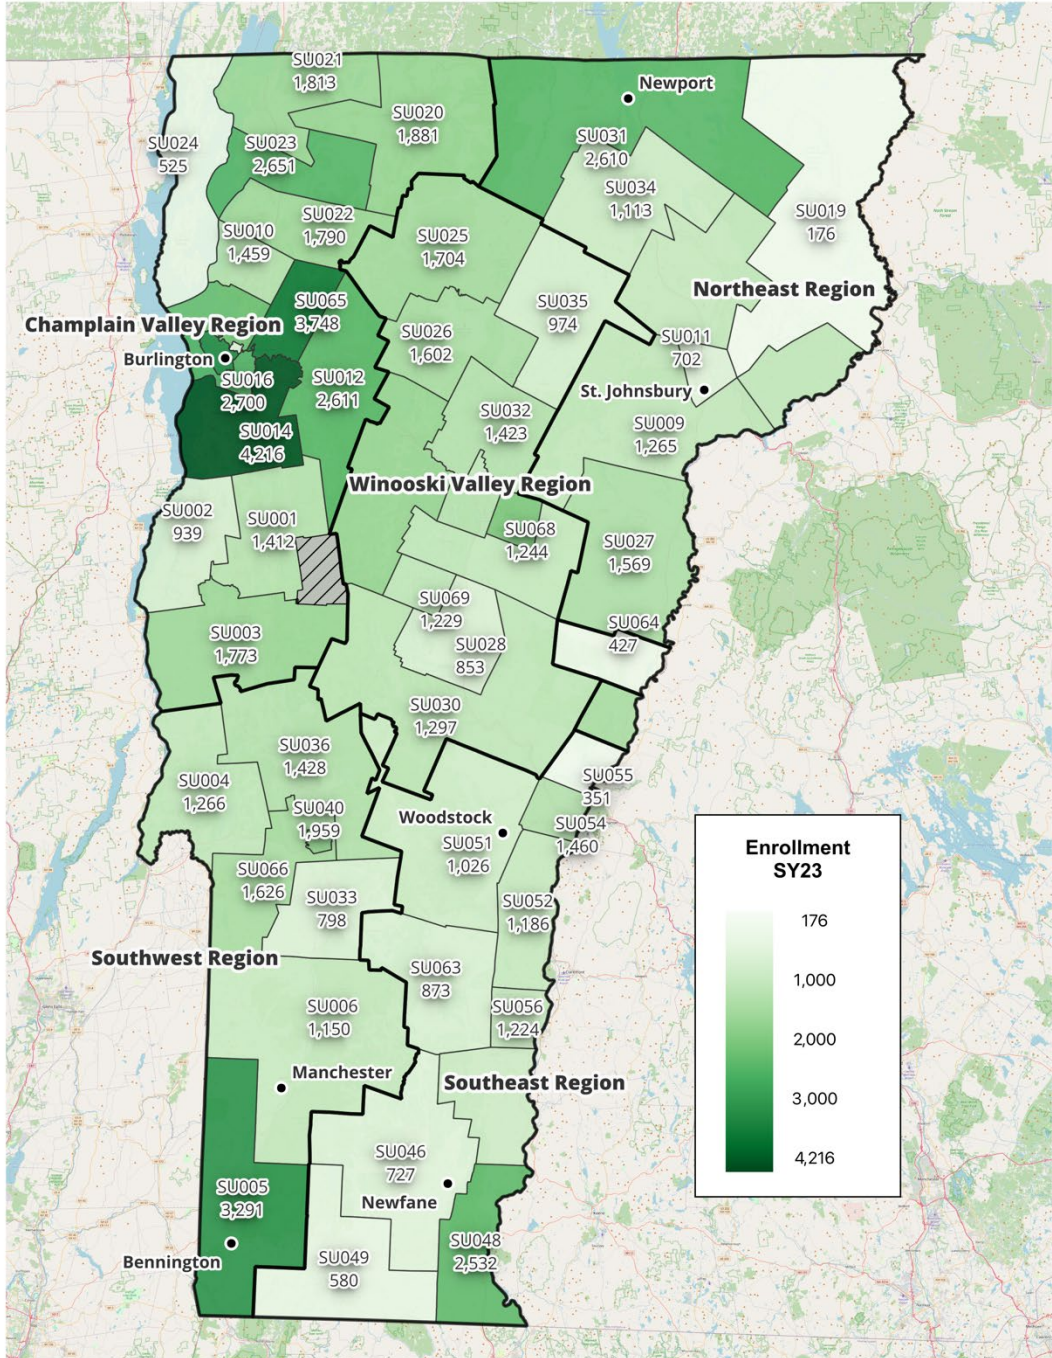 SU021
1,813
Newport
SU020
1,881
SU024
525
SU023
2,651
SU031
2,610
SU034
1,113
SU019
176
SU022
1,790
SU010
1,459
SU025
1,704
Northeast Region
SU065
3,748
SU035
974
Champlain Valley Region
SU026
1,602
SU011
702
Burlington
SU016
2,700
SU012
2,611
St. Johnsbury
SU032
1,423
SU009
1,265
SU014
4,216
Winooski Valley Region
SU002
939
SU001
1,412
SU068
1,244
SU027
1,569
SU069
1,229
SU064
427
SU003
1,773
SU028
853
SU030
1,297
SU036
1,428
SU004
1,266
SU055
351
SU040
1,959
Woodstock
SU051
1,026
SU054
1,460
Enrollment
SY23
176
1,000
2,000
3,000
4,216
SU066
1,626
SU033
798
SU052
1,186
Southwest Region
SU063
873
SU006
1,150
SU056
1,224
Manchester
Southeast Region
SU046
727
Newfane
SU005
3,291
SU048
2,532
Bennington
SU049
580